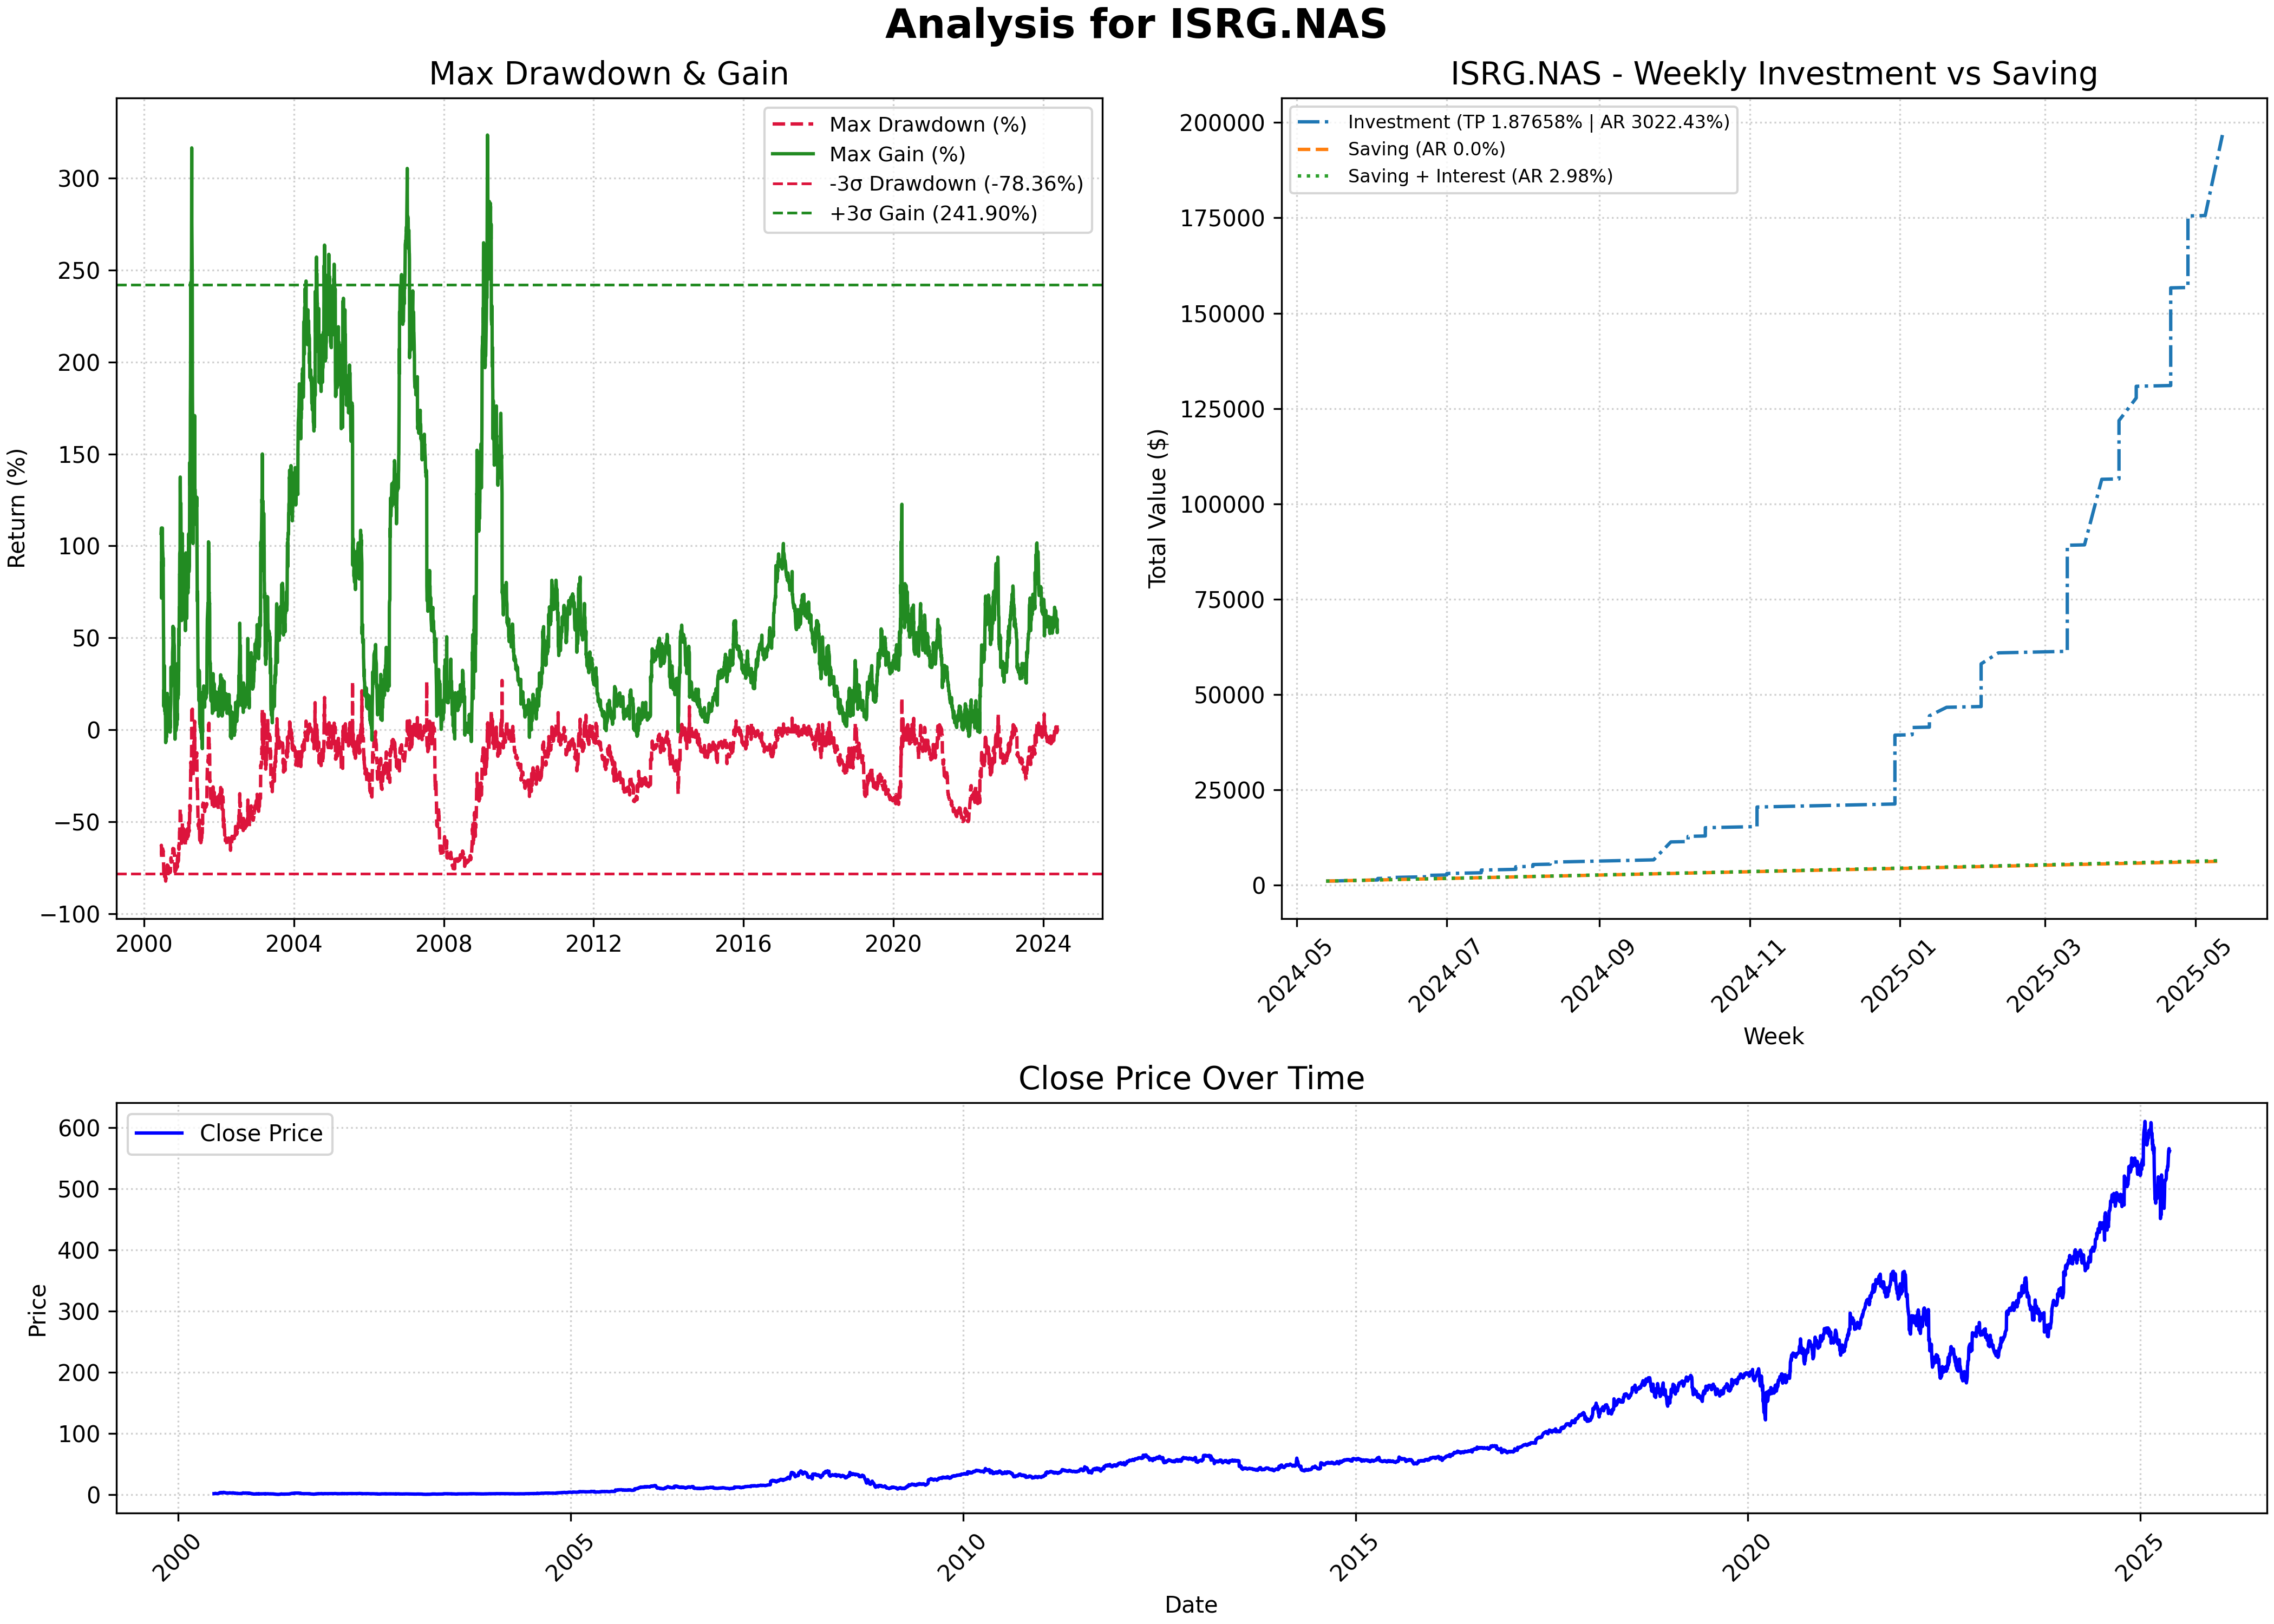 Analysis for ISRG.NAS
Max Drawdown & Gain
Return (%)
300
250
200
150
100
50
0
−50
−100
2000
2004
2008
2012
2016
2020
2024
Max Drawdown (%)
Max Gain (%)
-3σ Drawdown (-78.36%)
+3σ Gain (241.90%)
ISRG.NAS - Weekly Investment vs Saving
Total Value ($)
200000
175000
150000
125000
100000
75000
50000
25000
0
Investment (TP 1.87658% | AR 3022.43%)
Saving (AR 0.0%)
Saving + Interest (AR 2.98%)
2024-05
2024-07
2024-09
2024-11
2025-01
2025-03
2025-05
Week
Close Price Over Time
Price
600
500
400
300
200
100
0
Close Price
2000
2005
2010
2015
2020
2025
Date